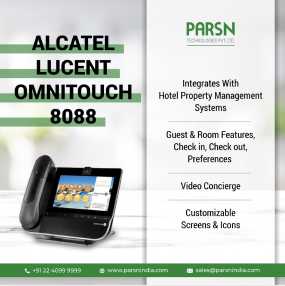 PARSN
TECHNOLOGIES PVT. LTD.
ALCATEL
LUCENT
OMNITOUCH
8088
Integrates With
Hotel Property Management
Systems
Guest & Room Features,
Check in, Check out,
Preferences
Video Concierge
Customizable
Screens & Icons
+91 22 4099 9999
www.parsnindia.com
sales@parsnindia.com